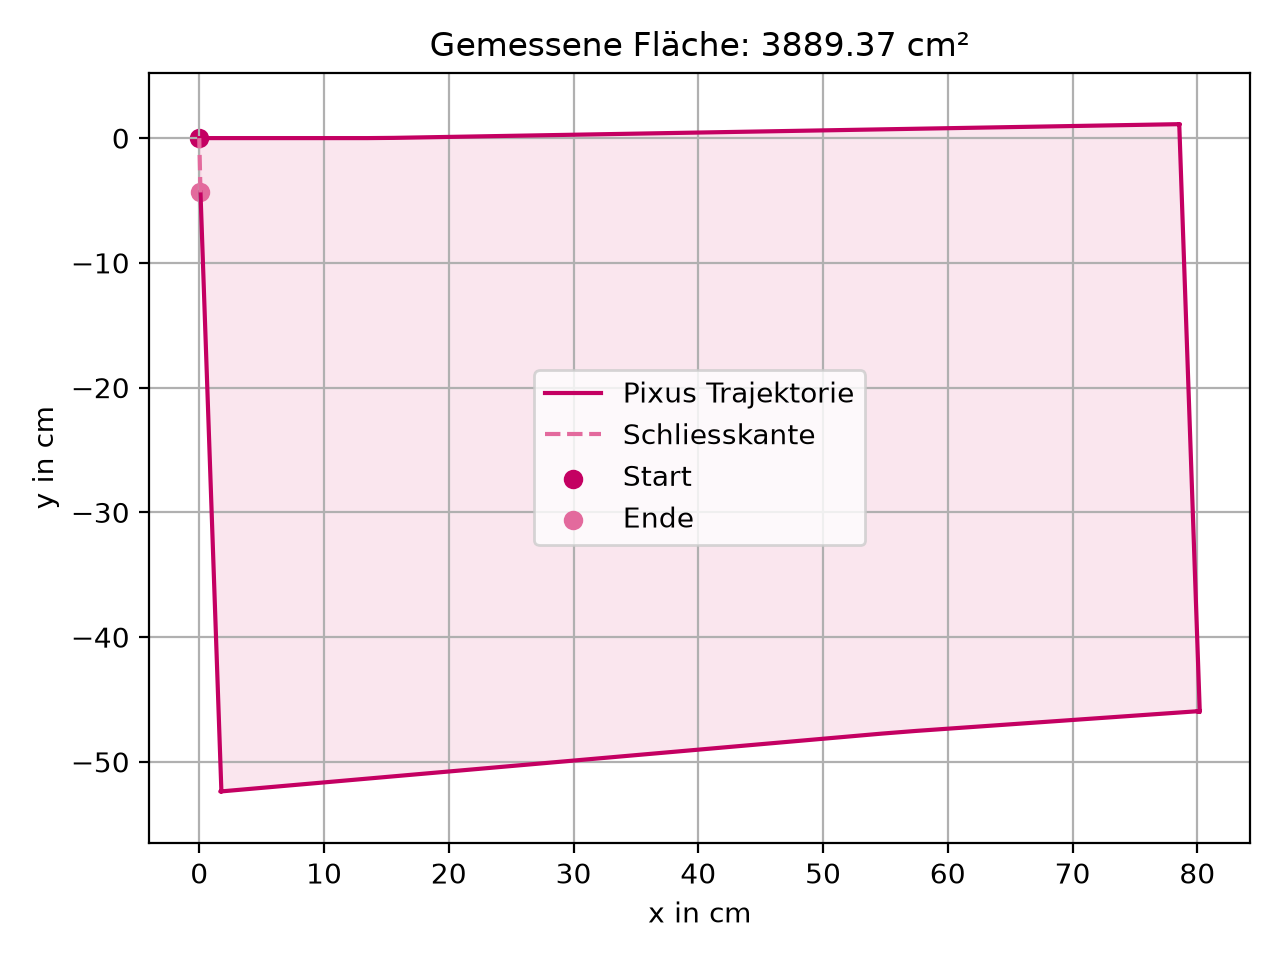 Gemessene Fläche: 3889.37 cm²
0
−10
−20
−30
−40
−50
y in cm
Pixus Trajektorie
Schliesskante
Start
Ende
0 10 20 30 40 50 60 70 80
x in cm